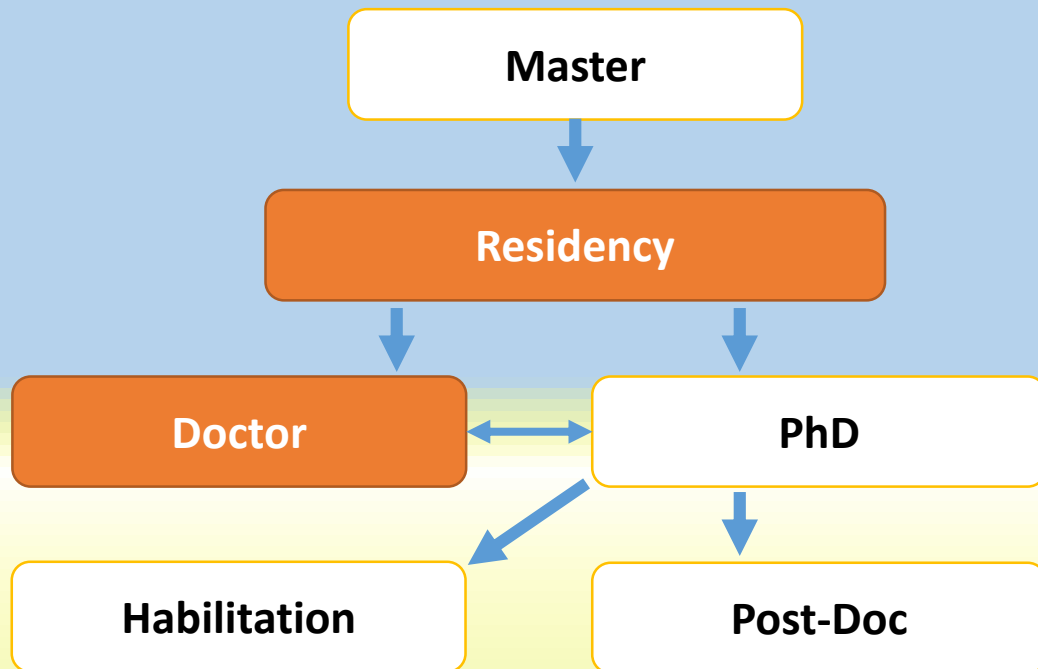 Master
Residency
Doctor
PhD
Habilitation
Post-Doc